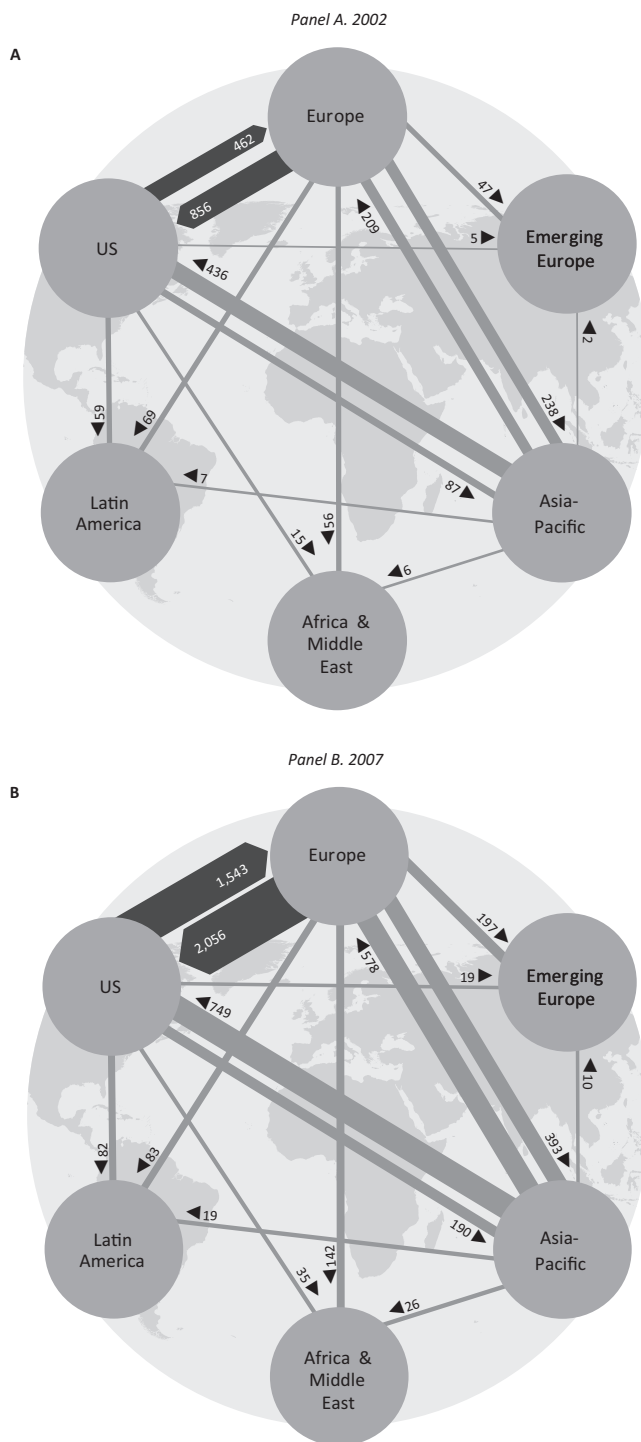 Panel A. 2002
A
Europe
462
856
47
209
5
US
Emerging
Europe
436
2
238
59
69
87
7
Latin
America
Asia-
Pacific
15
56
6
Africa & 
Middle
East
Panel B. 2007
B
Europe
1,543
2,056
197
578
19
US
Emerging
Europe
749
10
393
82
83
190
19
Latin
America
Asia-
Pacific
35
142
26
Africa & 
Middle
East